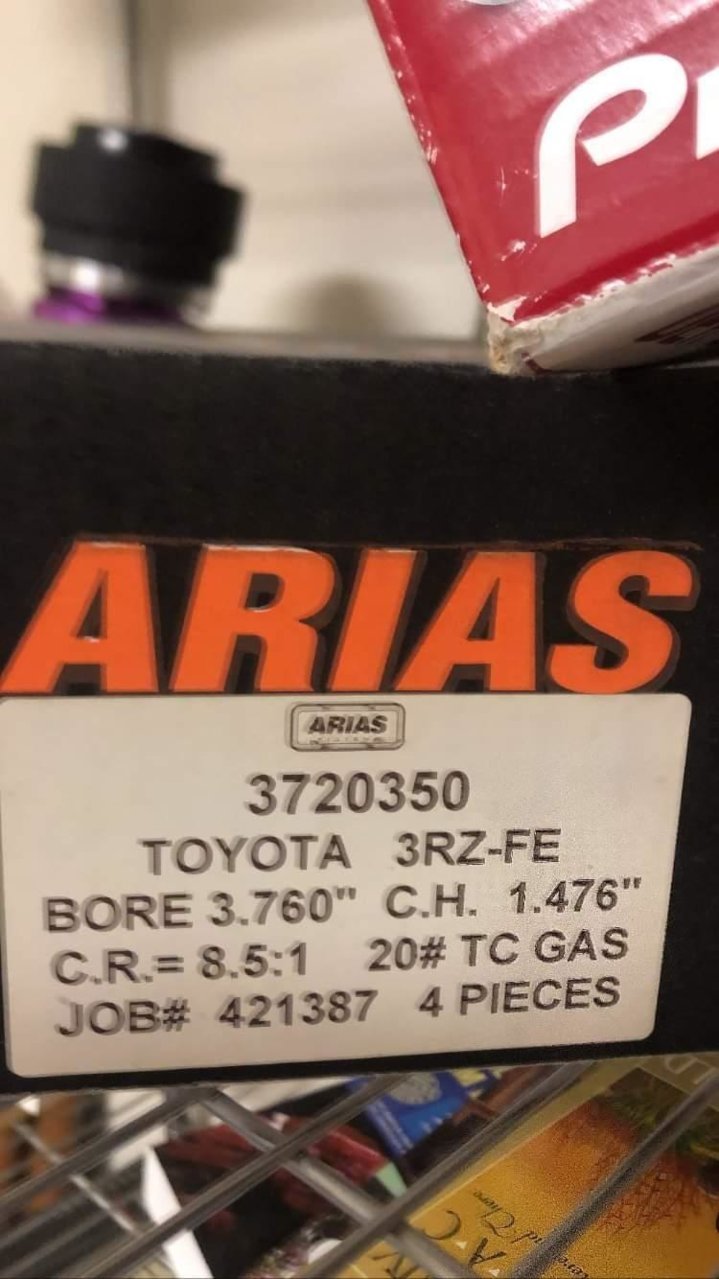 ARIAS
ARIAS
3720350
TOYOTA 3RZ-FE
BORE 3.760" C.H. 1.476"
C.R.= 8.5:1 20# TC GAS
JOB# 421387 4 PIECES